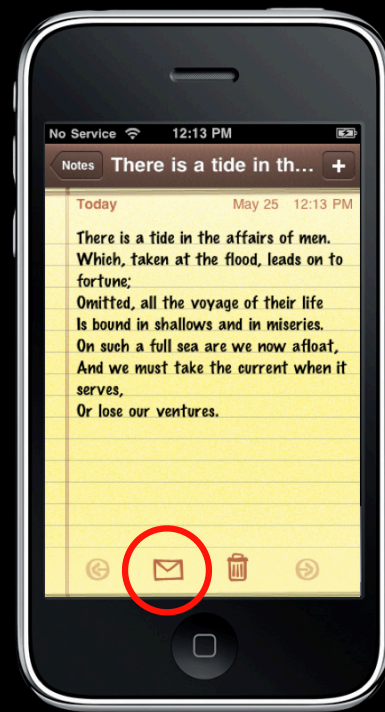 No Service 12:13 PM
Notes There is a tide in th... +
Today May 25 12:13 PM
There is a tide in the affairs of men.
Which, taken at the flood, leads on to
fortune;
Omitted, all the voyage of their life
Is bound in shallows and in miseries.
On such a full sea are we now afloat,
And we must take the current when it
serves,
Or lose our ventures.